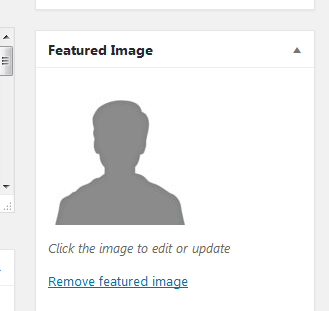 Featured Image
Click the image to edit or update
Remove featured image